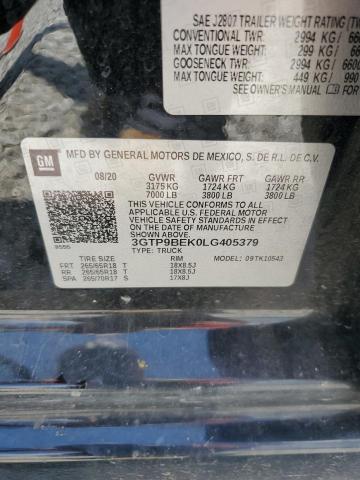 SAE J2807 TRAILER WEIGHT RATING
CONVENTIONAL TWR: 2994 KG/
MAX TONGUE WEIGHT: 299 KG/
GOOSENECK TWR: 2994 KG/ 6600
MAX TONGUE WEIGHT: 449 KG/ 990
SEE OWNER'S MANUAL
GM
MFD BY GENERAL MOTORS DE MEXICO, S. DE R.L. DE C.V.
08/20 GVWR GAWR FRT GAWR RR
3175 KG 1724 KG 1724 KG
7000 LB 3800 LB 3800 LB
THIS VEHICLE CONFORMS TO ALL
APPLICABLE U.S. FEDERAL MOTOR
VEHICLE SAFETY STANDARDS IN
EFFECT ON THE DATE OF MANUFACTURE
SHOWN ABOVE.
3GTP9BEK0LG405379
TYPE: TRUCK
TIRE SIZE RIM MODEL: 09TK10543
FRT 265/65R18 T 18X8.5J
RR 265/65R18 T 18X8.5J
SPA 265/70R17 S 17X8J